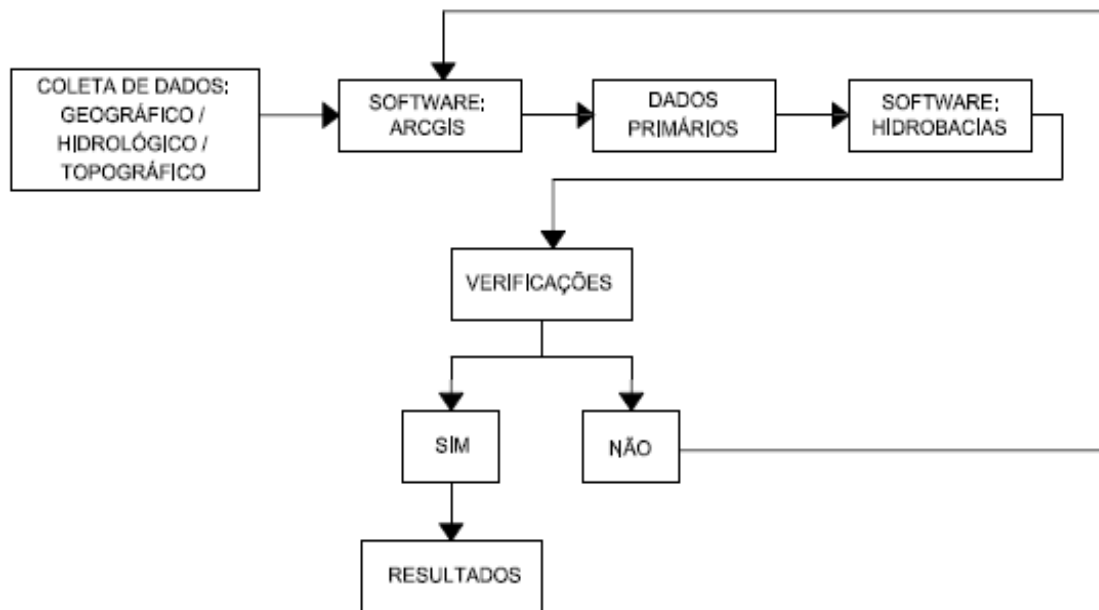 COLETA DE DADOS:
GEOGRÁFICO /
HIDROLÓGICO /
TOPOGRÁFICO
SOFTWARE:
ARCGIS
DADOS
PRIMÁRIOS
SOFTWARE:
HIDROBACIAS
VERIFICAÇÕES
SIM
NÃO
RESULTADOS